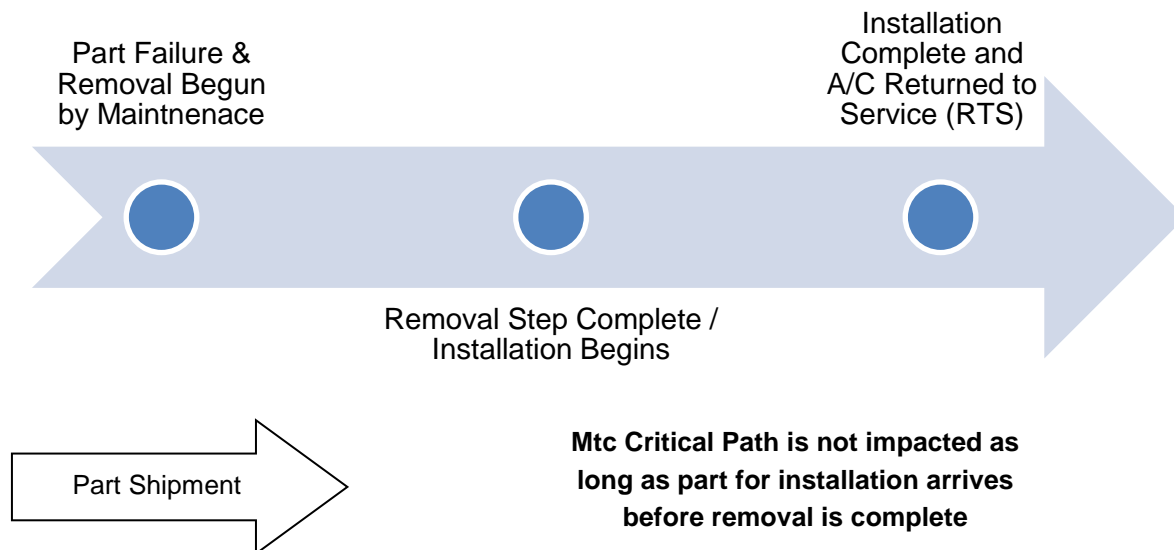 Part Failure &
Removal Begun
by Maintnenace
Installation
Complete and
A/C Returned to
Service (RTS)
Removal Step Complete /
Installation Begins
Part Shipment
Mtc Critical Path is not impacted as
long as part for installation arrives
before removal is complete